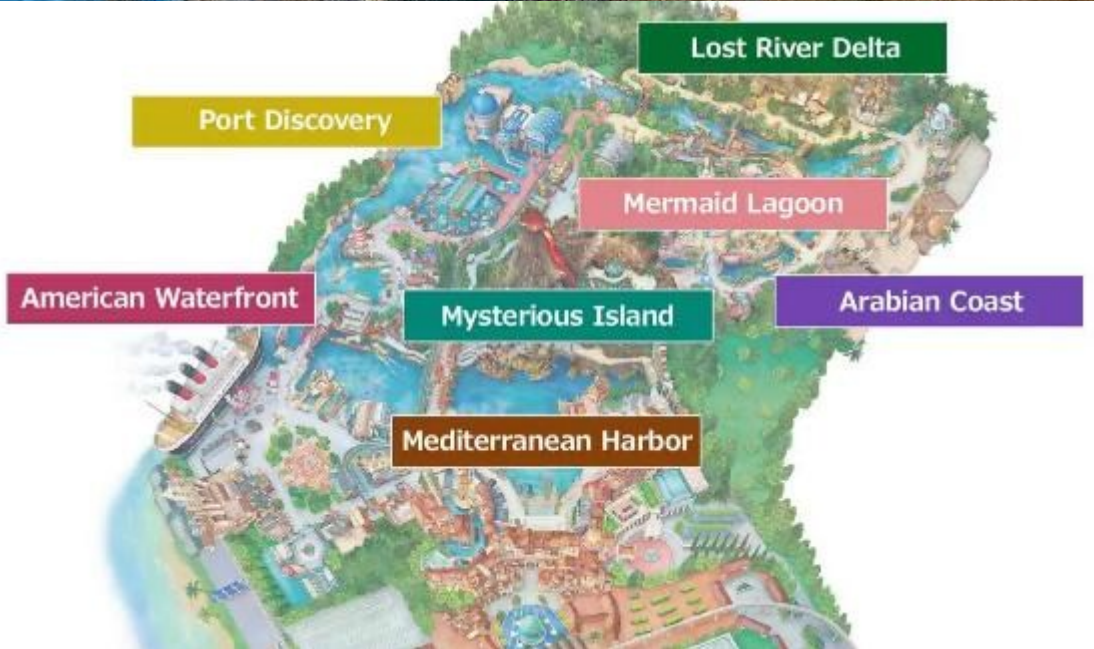 Lost River Delta
Port Discovery
Mermaid Lagoon
American Waterfront
Mysterious Island
Arabian Coast
Mediterranean Harbor